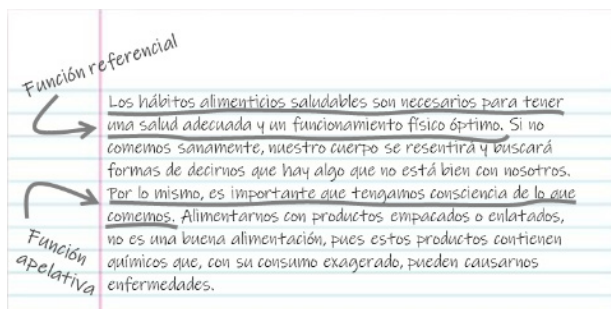 Función referencial
Los hábitos alimenticios saludables son necesarios para tener
una salud adecuada y un funcionamiento físico óptimo. Si no
comemos sanamente, nuestro cuerpo se resentirá y buscará
formas de decirnos que hay algo que no está bien con nosotros.
Por lo mismo, es importante que tengamos consciencia de lo que
comemos. Alimentarnos con productos empacados o enlatados,
no es una buena alimentación, pues estos productos contienen
químicos que, con su consumo exagerado, pueden causarnos
enfermedades.
Función
apelativa